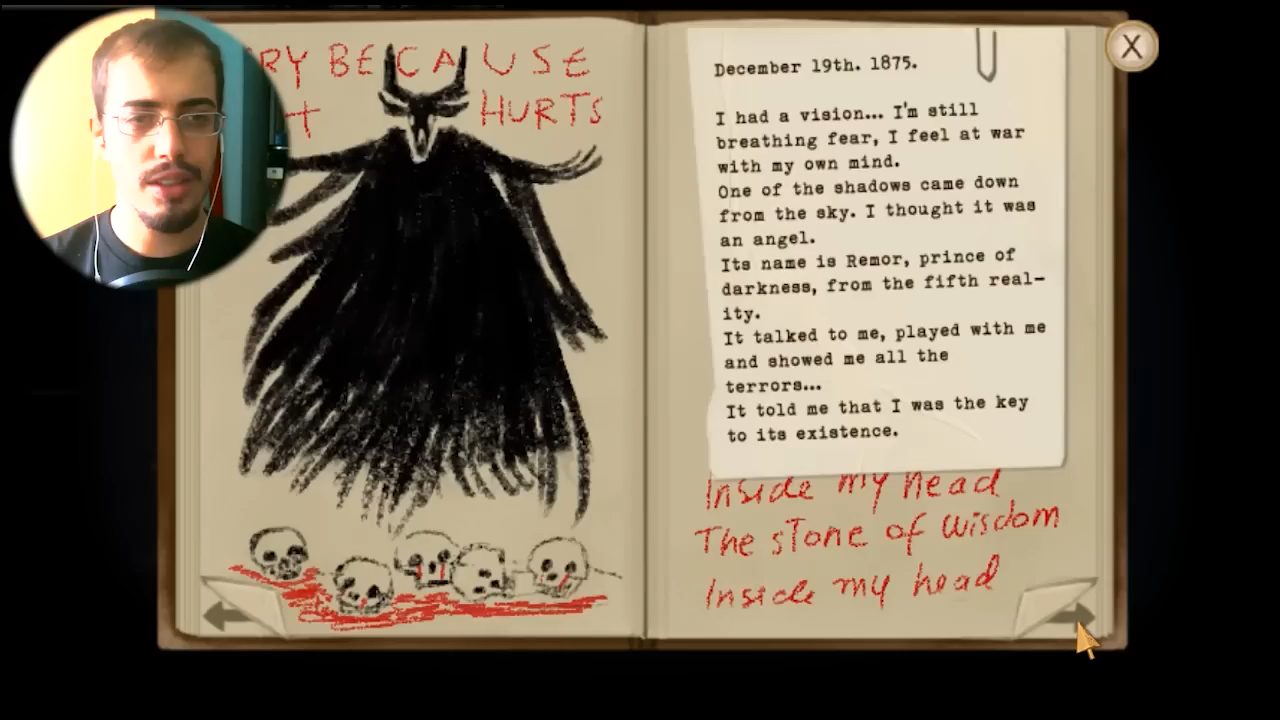 BECAUSE
HURTS
December 19th. 1875.
I had a vision... I'm still
breathing fear, I feel at war
with my own mind.
One of the shadows came down
from the sky. I thought it was
an angel.
Its name is Remor, prince of
darkness, from the fifth real-
ity.
It talked to me, played with me
and showed me all the
terrors...
It told me that I was the key
to its existence.
Inside my head
The stone of wisdom
Inside my head
X